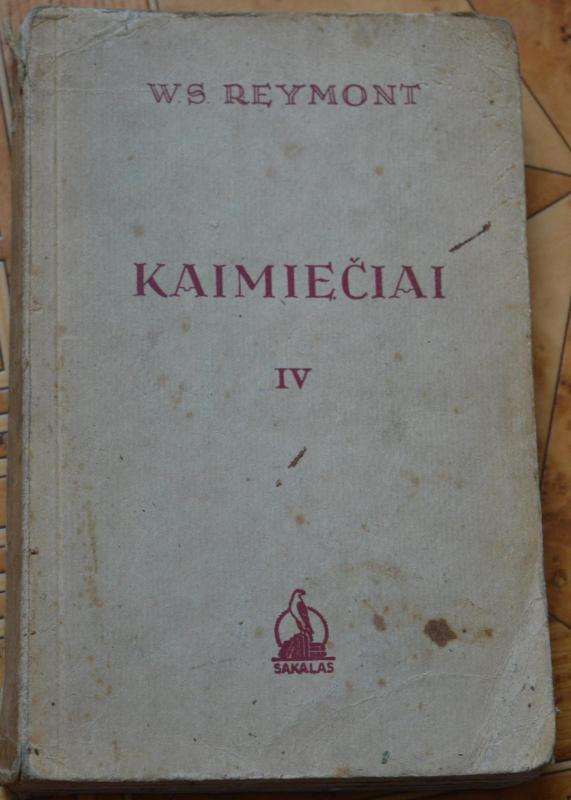 W. S. REYMONT
KAIMIEČIAI
IV
SAKALAS